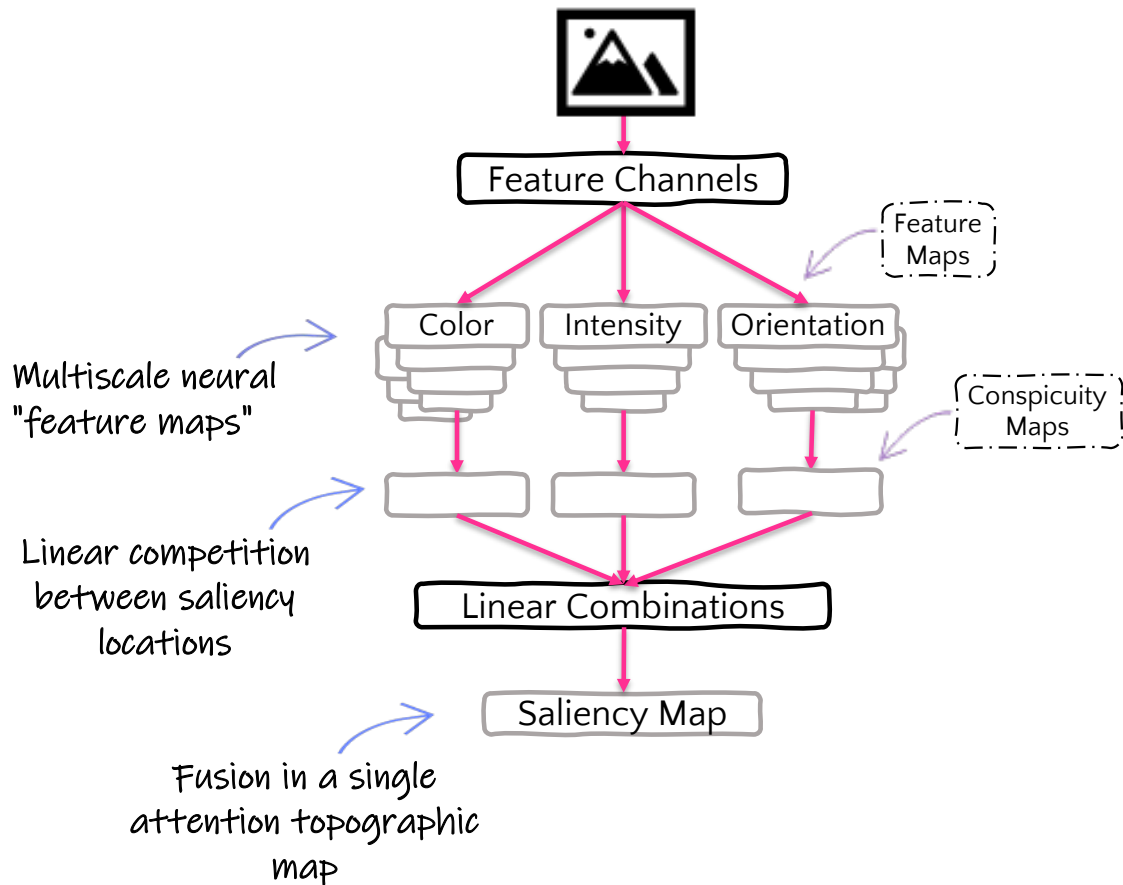 Feature Channels
Feature
Maps
Color
Intensity
Orientation
Multiscale neural
"feature maps"
Conspicuity
Maps
Linear competition
between saliency
locations
Linear Combinations
Saliency Map
Fusion in a single
attention topographic
map